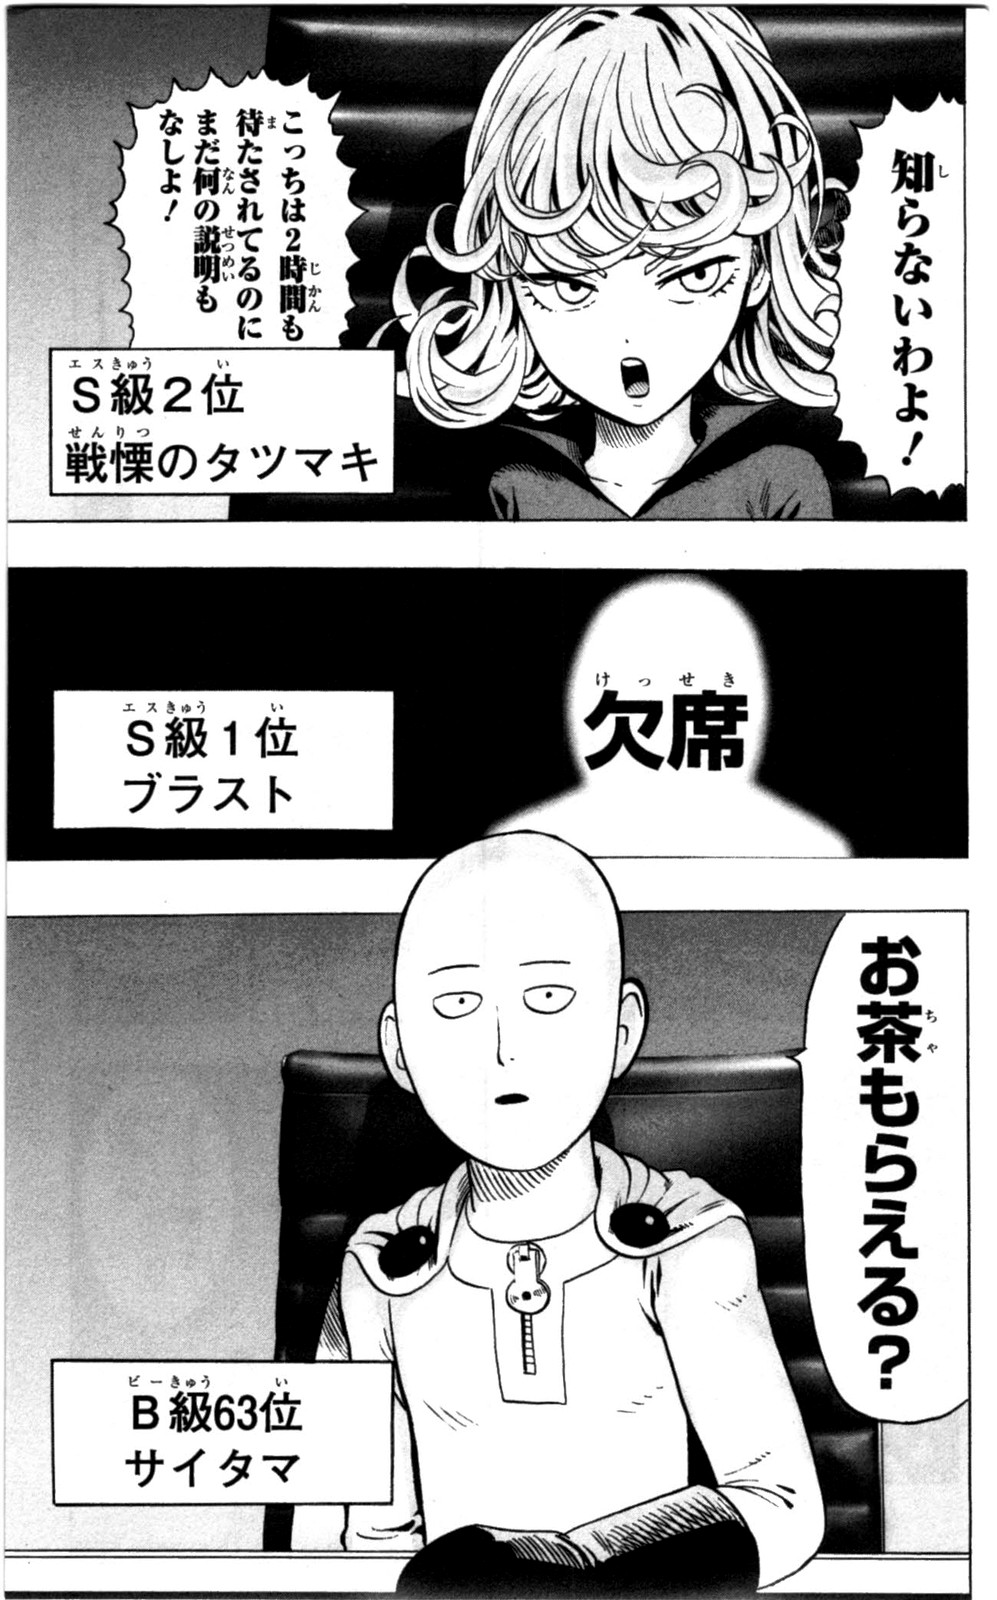 知らないわよ！
こっちは2時間も
待たされてるのに
まだ何の説明も
なしよ！
S級2位
戦慄のタツマキ
欠席
S級1位
ブラスト
お茶もらえる？
B級63位
サイタマ